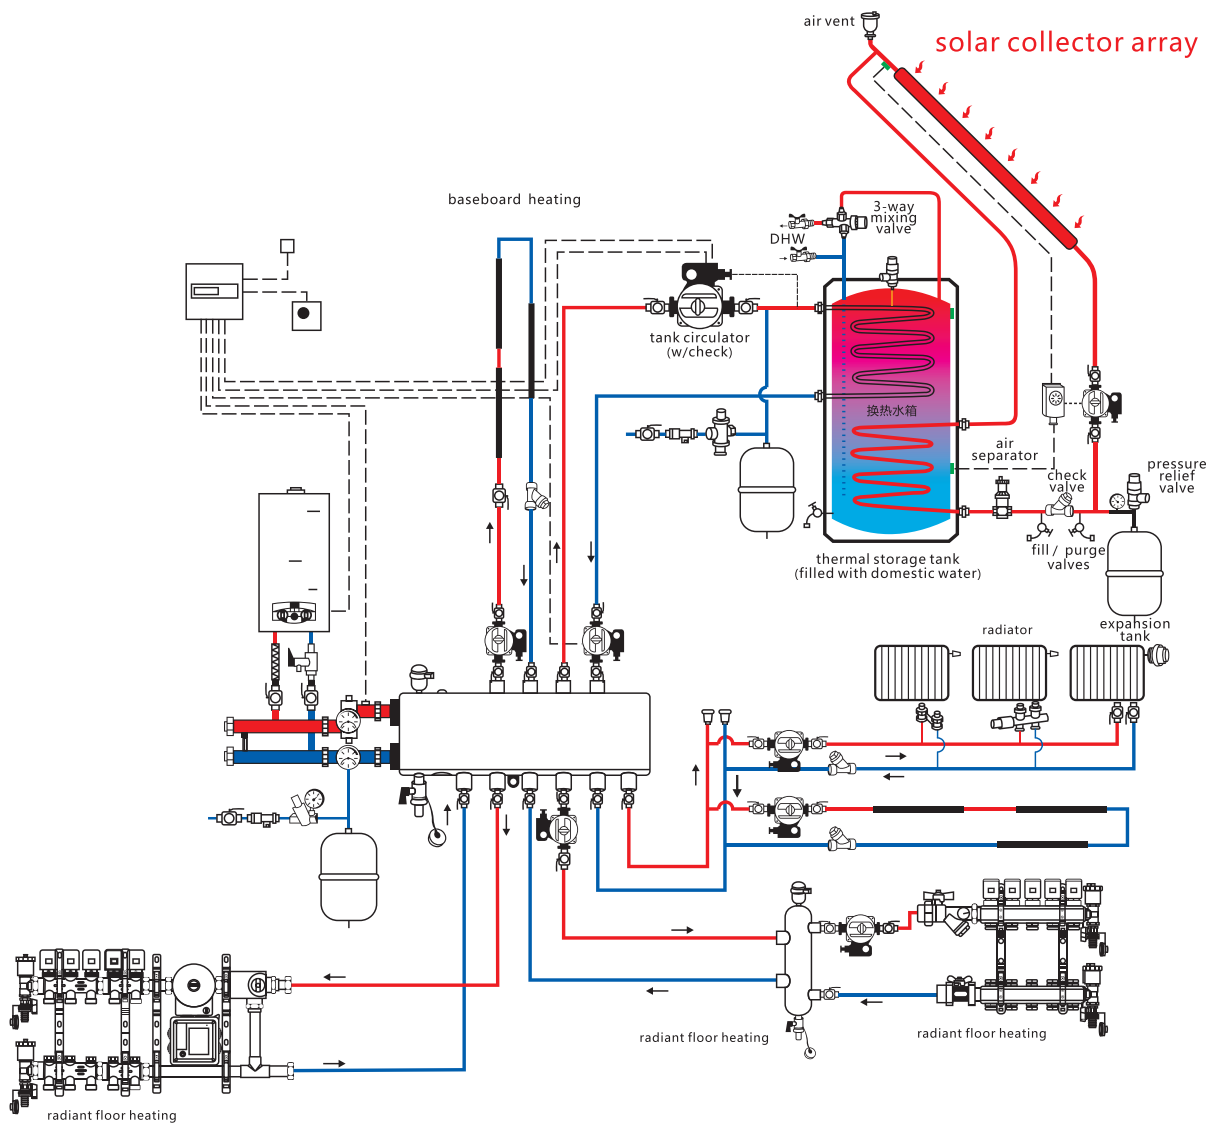 air vent
solar collector array
baseboard heating
3-way
mixing
valve
DHW
tank circulator
(w/check)
换热水箱
air
separator
check
valve
pressure
relief
valve
fill / purge
valves
thermal storage tank
(filled with domestic water)
expansion
tank
radiator
radiant floor heating
radiant floor heating
radiant floor heating